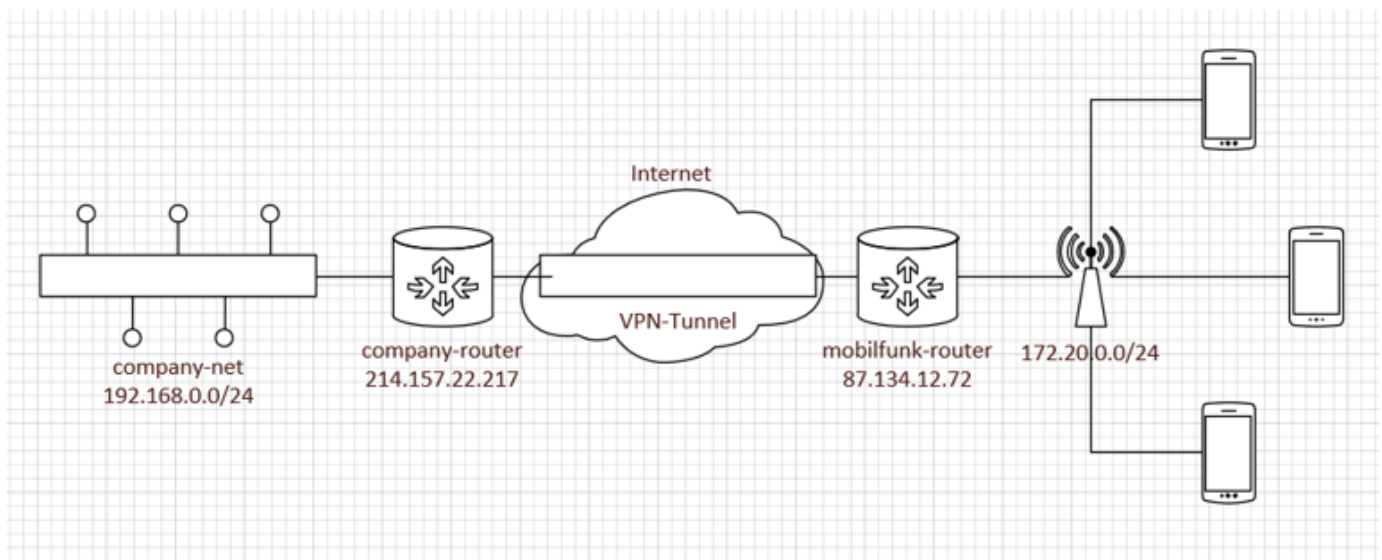 Internet
VPN-Tunnel
company-net
192.168.0.0/24
company-router
214.157.22.217
mobilfunk-router
87.134.12.72
172.20.0.0/24